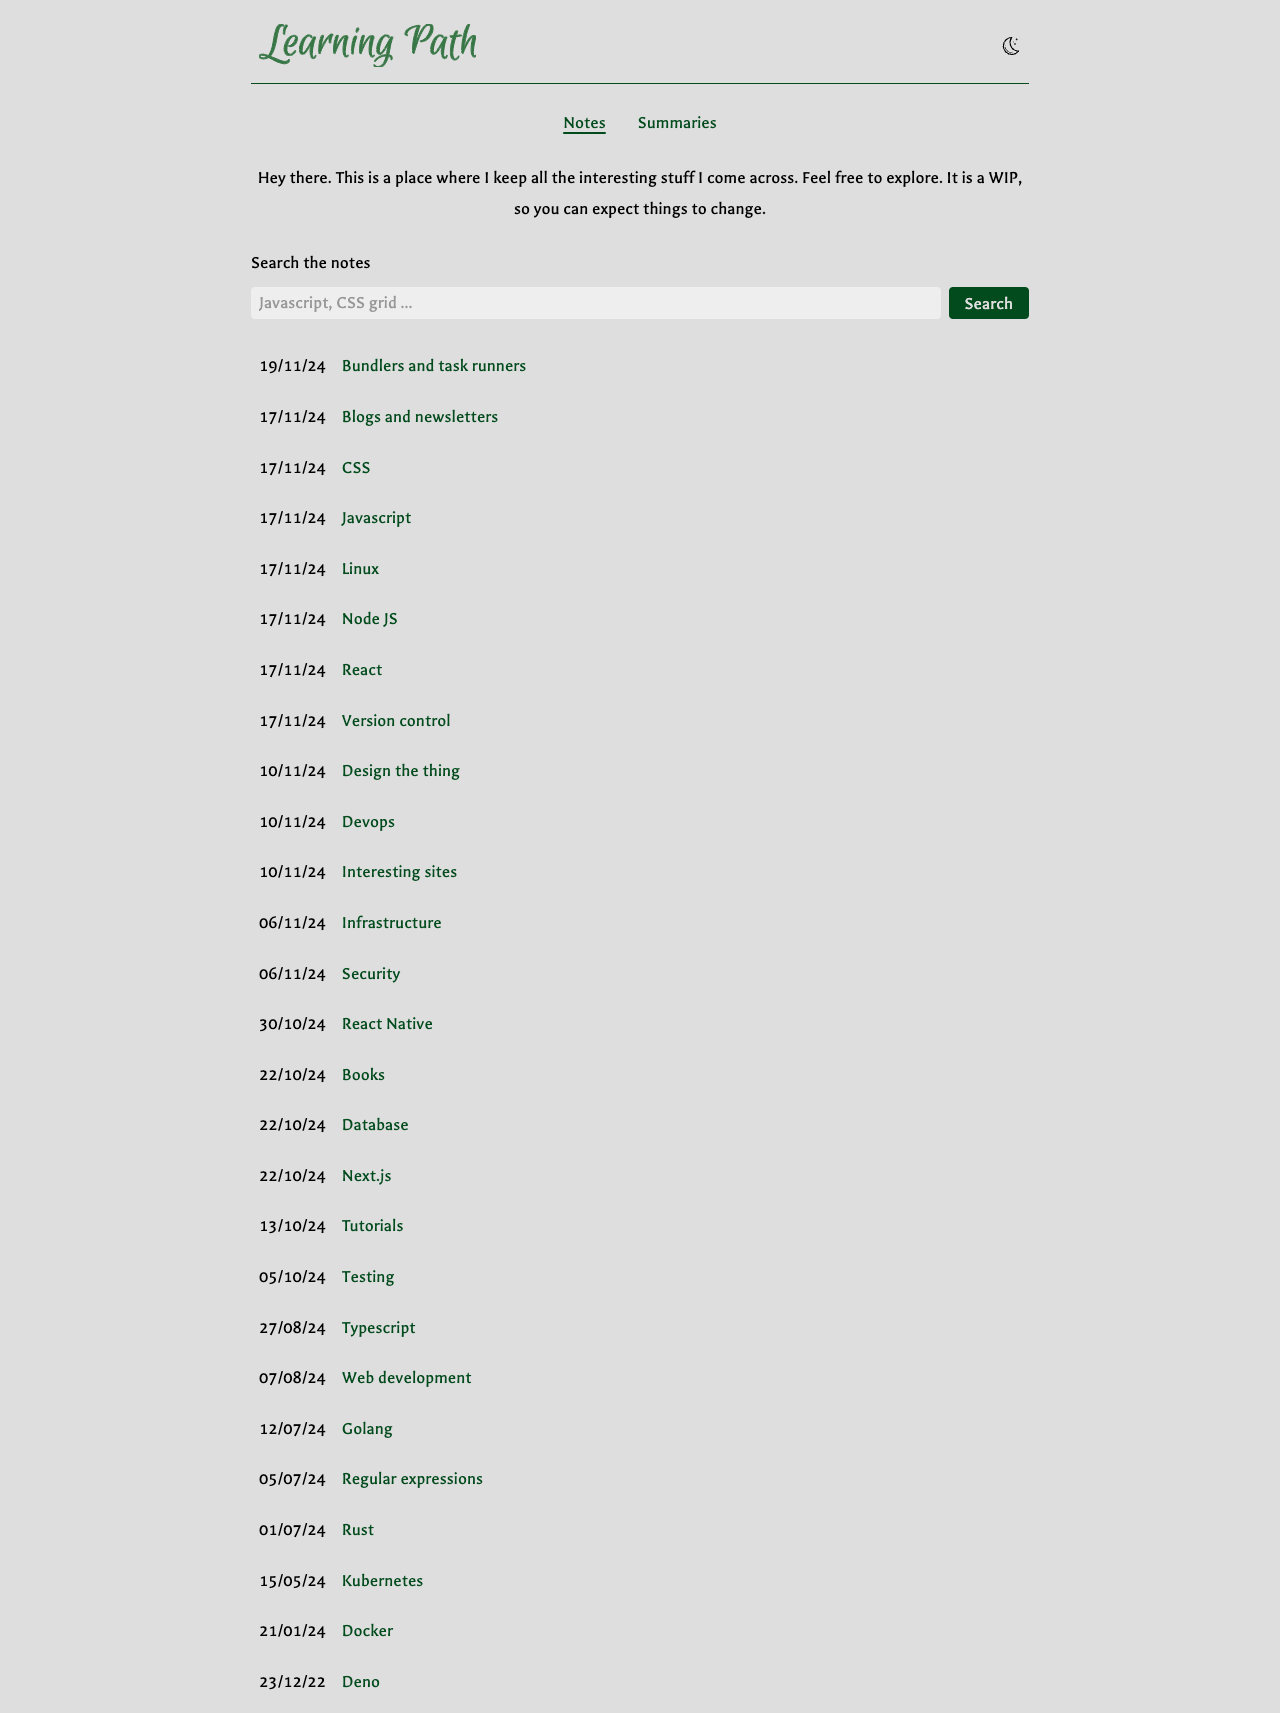 Learning Path
Notes Summaries
Hey there. This is a place where I keep all the interesting stuff I come across. Feel free to explore. It is a WIP,
so you can expect things to change.
Search the notes
Javascript, CSS grid ... Search
19/11/24 Bundlers and task runners
17/11/24 Blogs and newsletters
17/11/24 CSS
17/11/24 Javascript
17/11/24 Linux
17/11/24 Node JS
17/11/24 React
17/11/24 Version control
10/11/24 Design the thing
10/11/24 Devops
10/11/24 Interesting sites
06/11/24 Infrastructure
06/11/24 Security
30/10/24 React Native
22/10/24 Books
22/10/24 Database
22/10/24 Next.js
13/10/24 Tutorials
05/10/24 Testing
27/08/24 Typescript
07/08/24 Web development
12/07/24 Golang
05/07/24 Regular expressions
01/07/24 Rust
15/05/24 Kubernetes
21/01/24 Docker
23/12/22 Deno